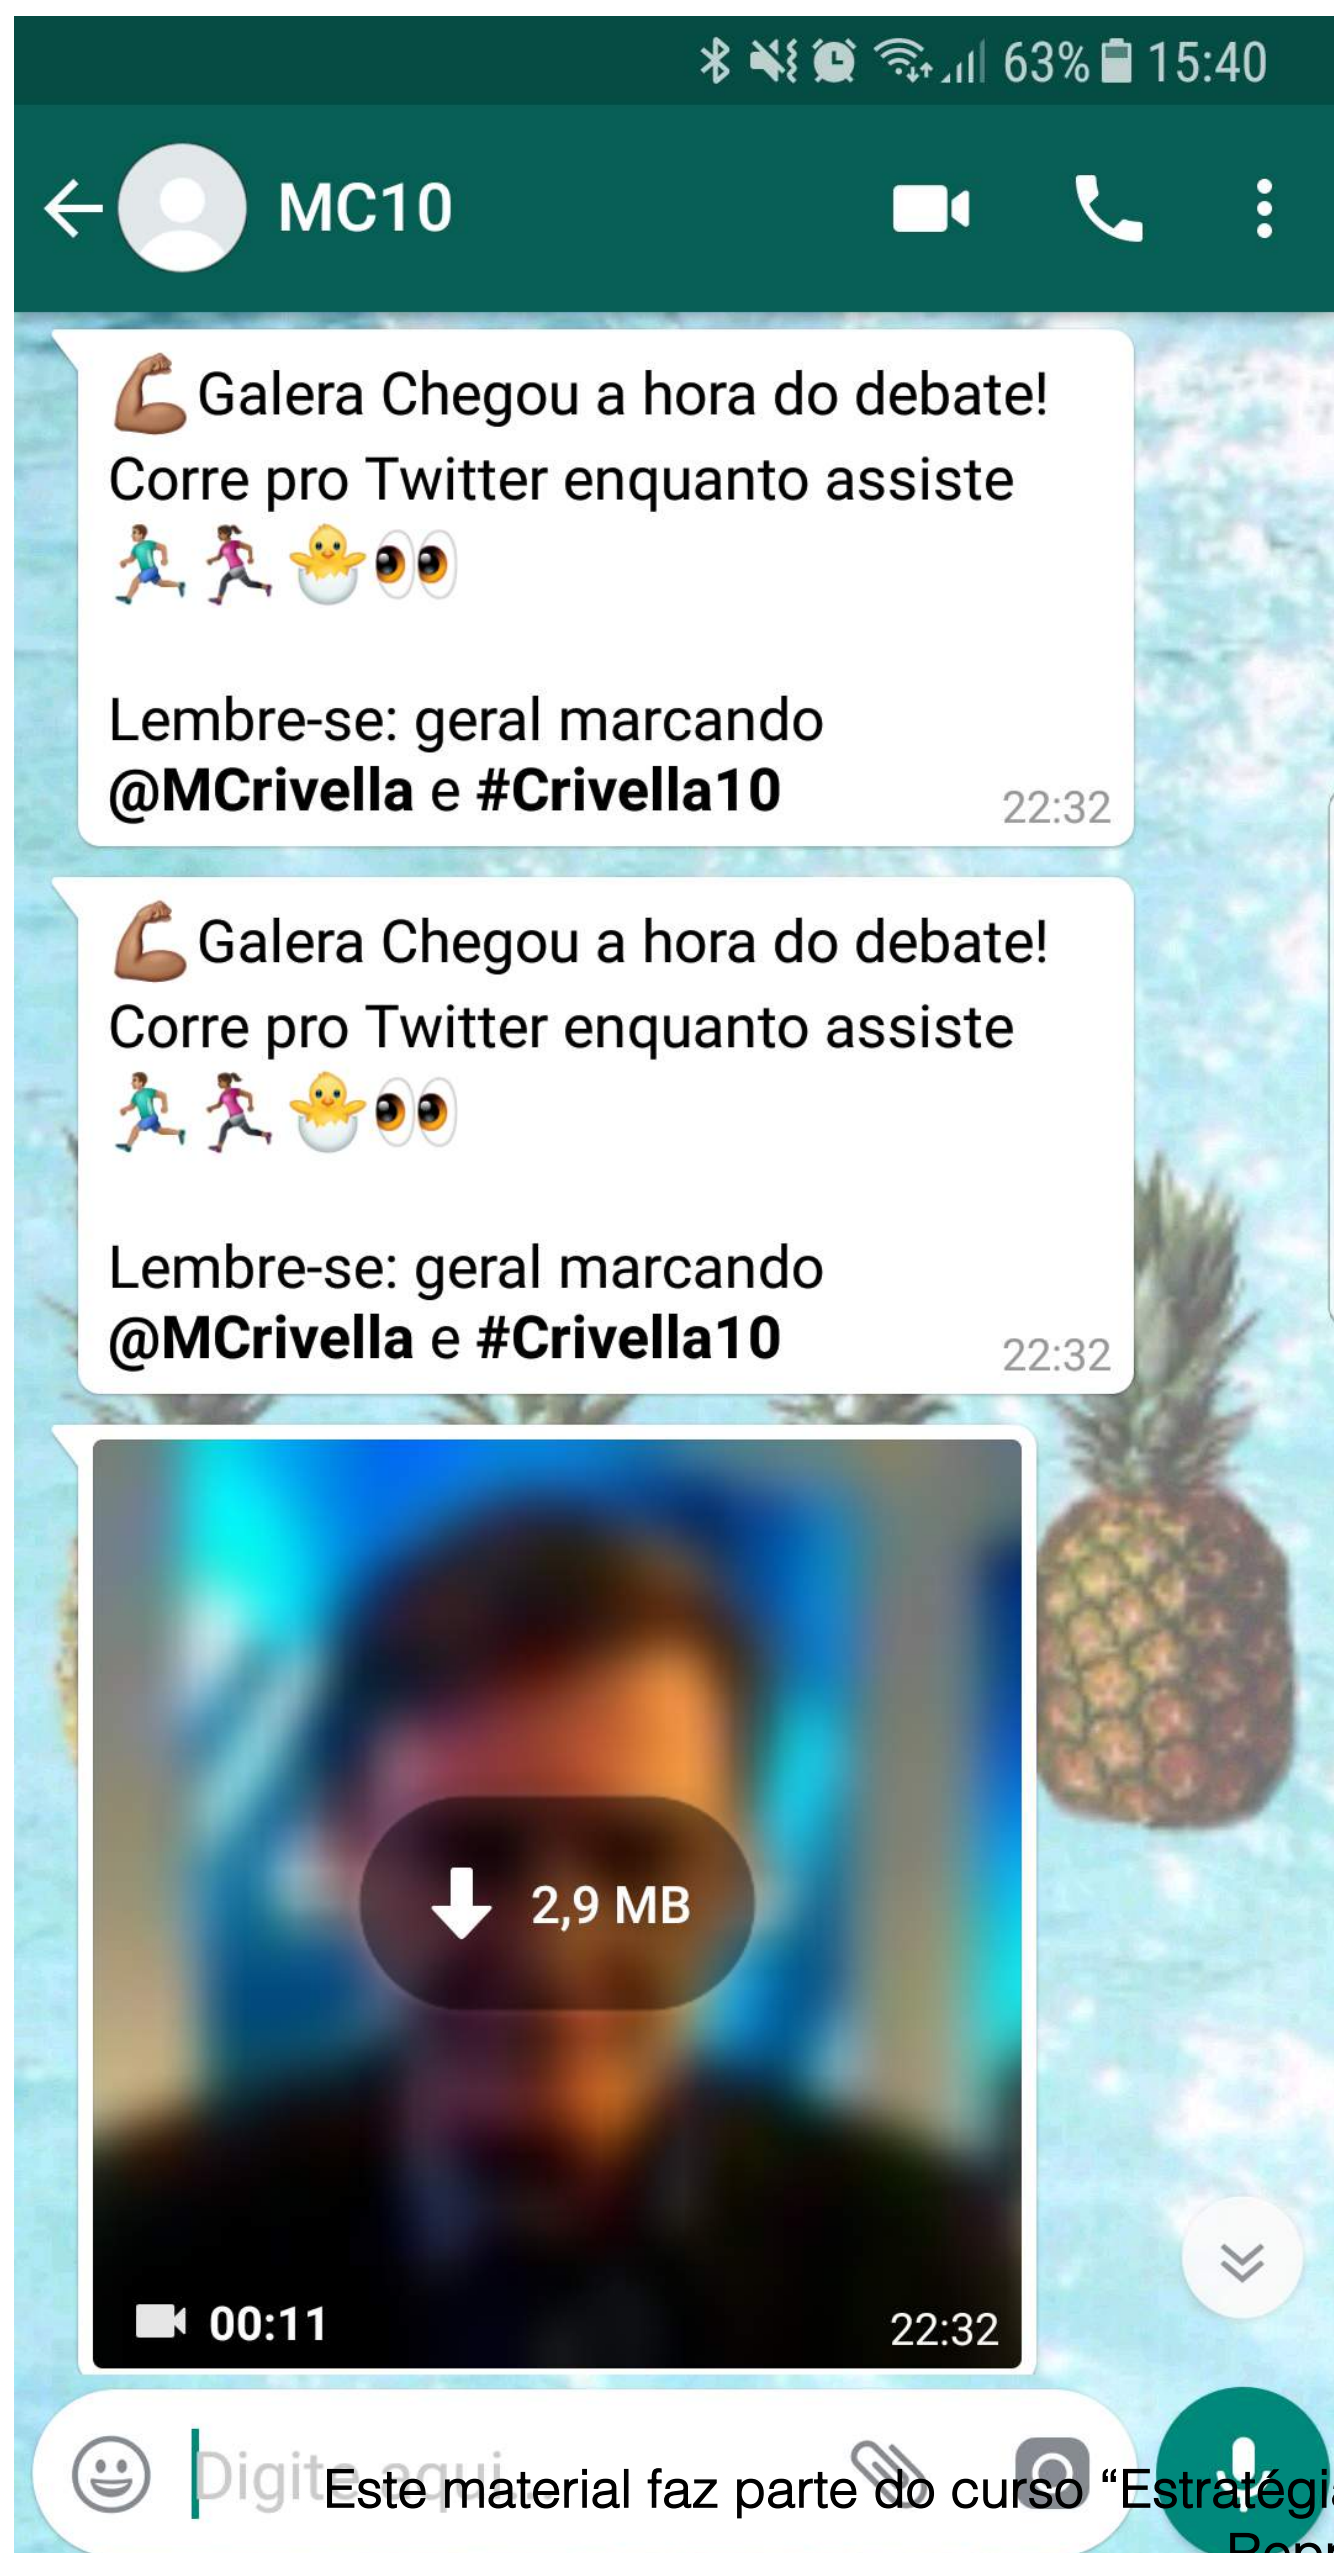 63% 15:40
MC10
Galera Chegou a hora do debate!
Corre pro Twitter enquanto assiste
Lembre-se: geral marcando
@MCrivella e #Crivella10
22:32
Galera Chegou a hora do debate!
Corre pro Twitter enquanto assiste
Lembre-se: geral marcando
@MCrivella e #Crivella10
22:32
2,9 MB
00:11 22:32
Digite aqui
Este material faz parte do curso “Estratégi